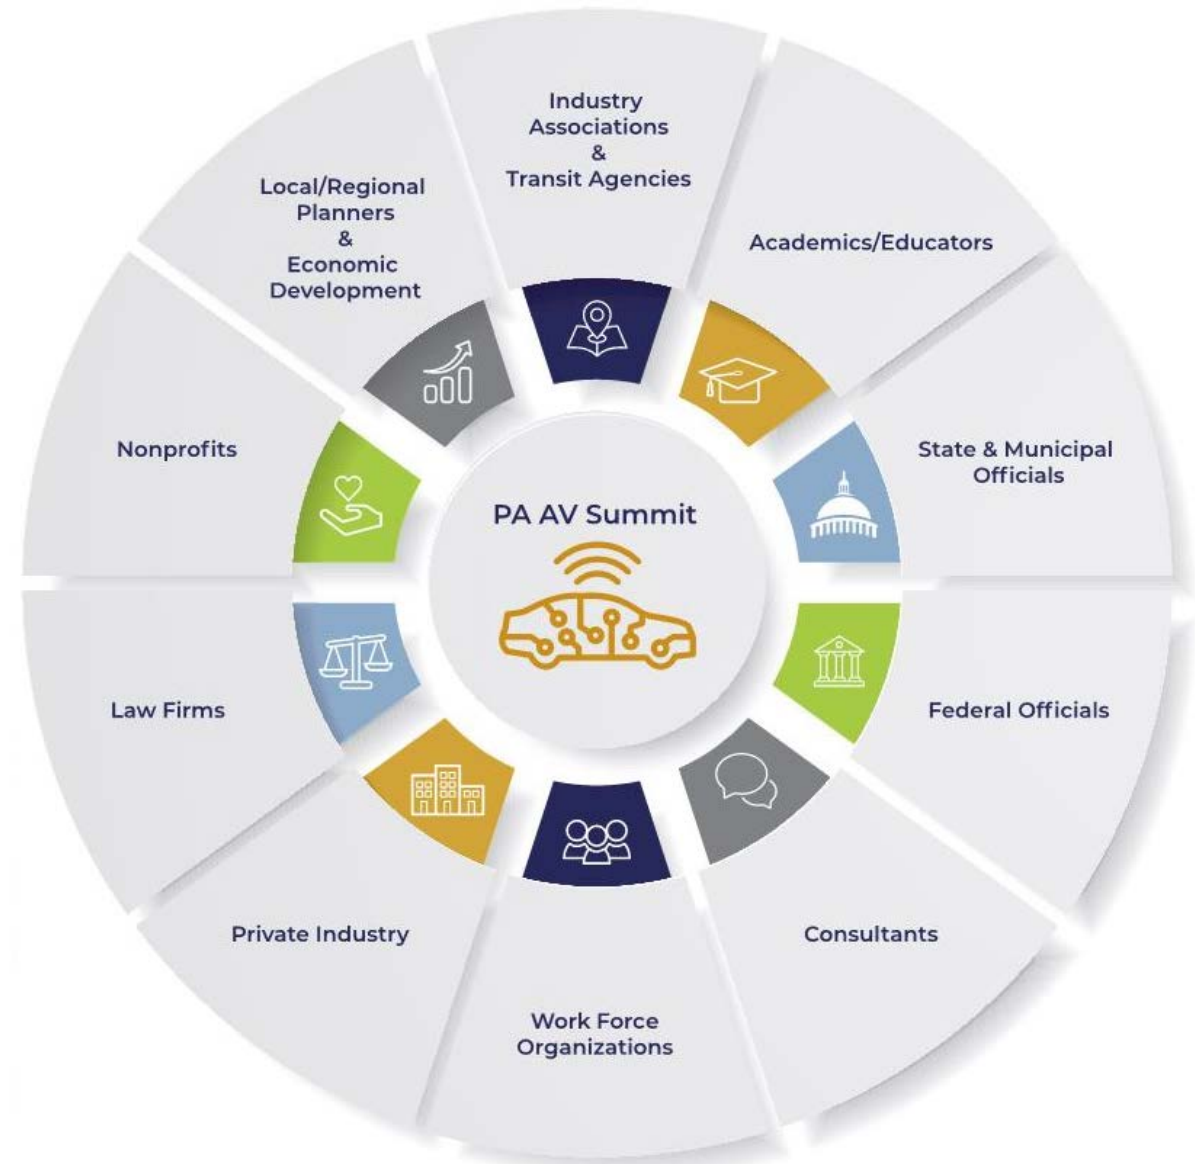 Industry
Associations
&
Transit Agencies
Academics/Educators
State & Municipal
Officials
Federal Officials
Consultants
Work Force
Organizations
Private Industry
Law Firms
Nonprofits
Local/Regional
Planners
&
Economic
Development
PA AV Summit